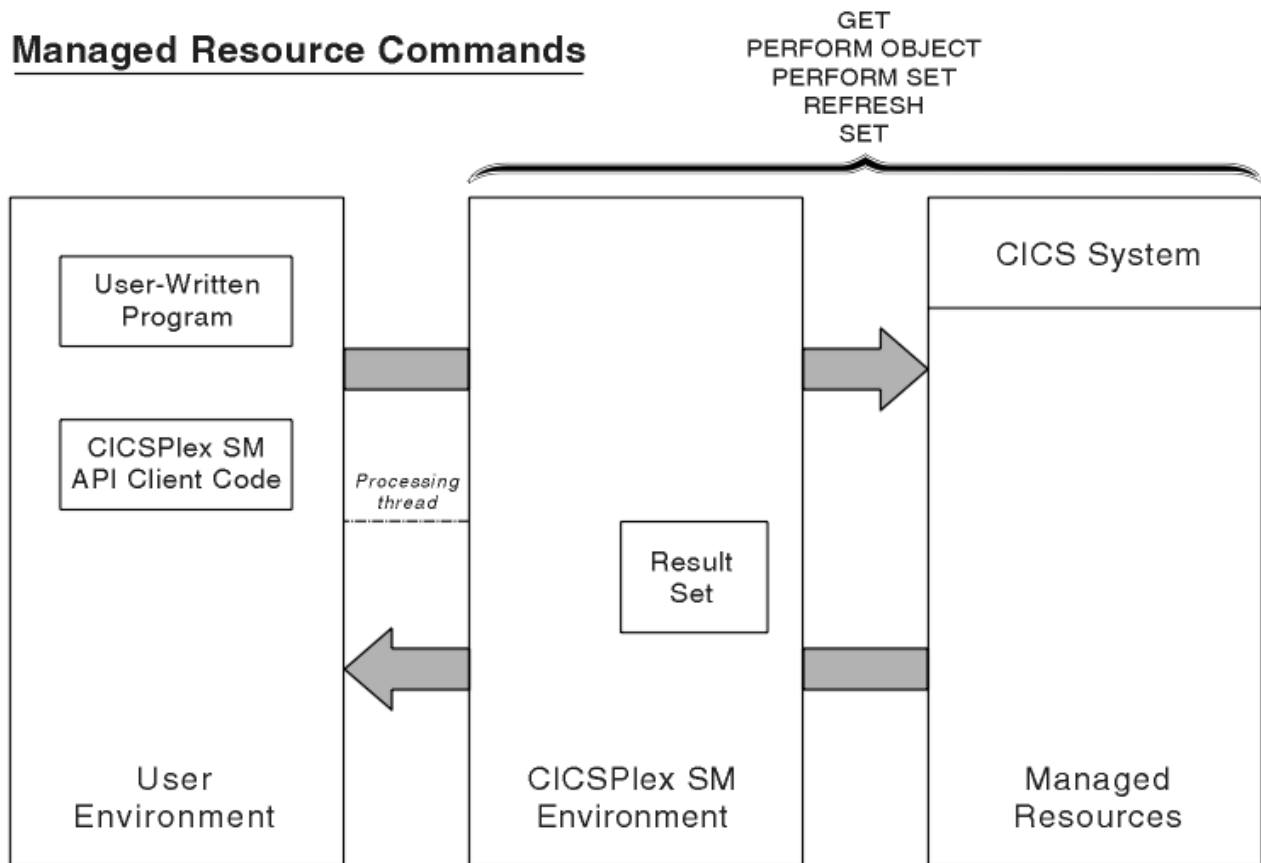 Managed Resource Commands
GET
PERFORM OBJECT
PERFORM SET
REFRESH
SET
User-Written
Program
CICSPlex SM
API Client Code
Processing
thread
Result
Set
CICS System
User
Environment
CICSPlex SM
Environment
Managed
Resources